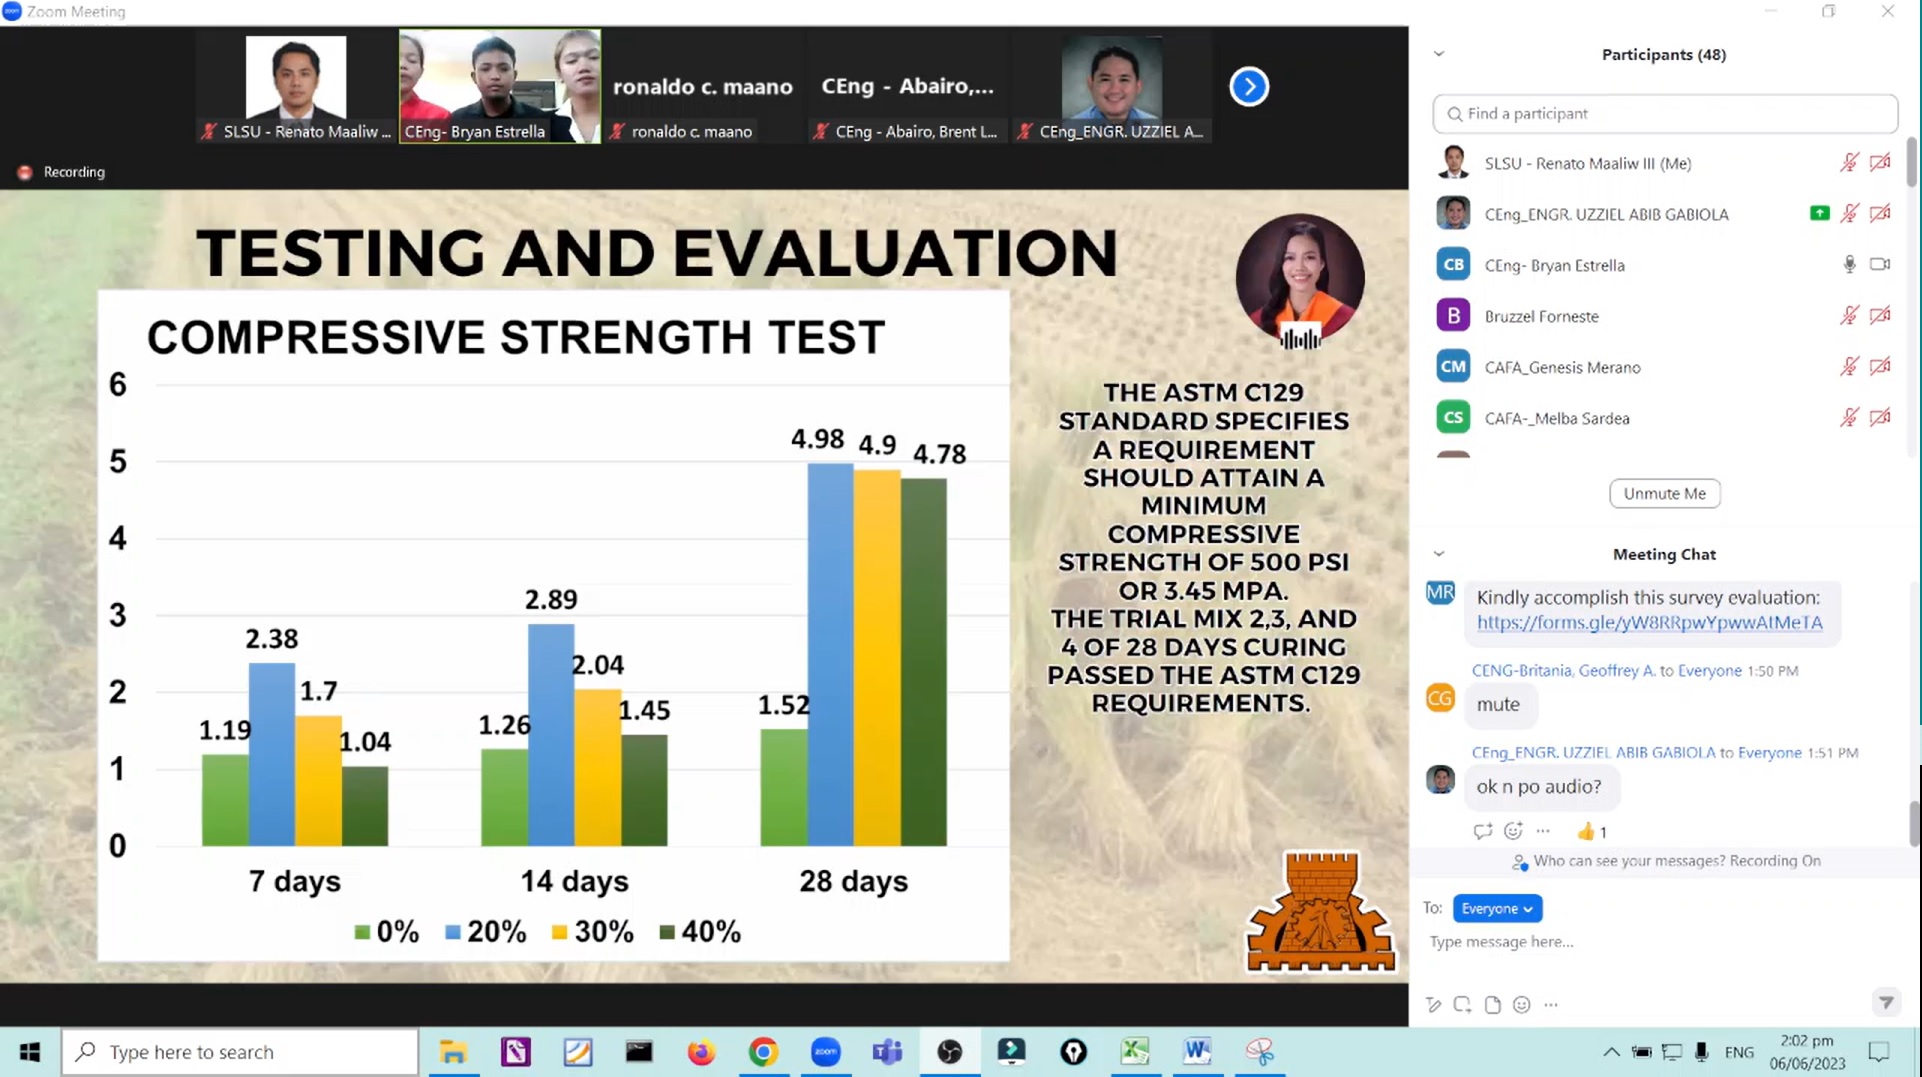 Zoom Meeting
ronaldo c. maano
CEng - Abairo,...
SLSU - Renato Maaliw ...
CEng- Bryan Estrella
ronaldo c. maano
CEng - Abairo, Brent L...
CEng_ENGR. UZZIEL A...
Recording
TESTING AND EVALUATION
COMPRESSIVE STRENGTH TEST
6
5
4
3
2
1
0
1.19
2.38
1.7
1.04
1.26
2.89
2.04
1.45
1.52
4.98
4.9
4.78
7 days
14 days
28 days
0%
20%
30%
40%
THE ASTM C129
STANDARD SPECIFIES
A REQUIREMENT
SHOULD ATTAIN A
MINIMUM
COMPRESSIVE
STRENGTH OF 500 PSI
OR 3.45 MPA.
THE TRIAL MIX 2,3, AND
4 OF 28 DAYS CURING
PASSED THE ASTM C129
REQUIREMENTS.
Participants (48)
Find a participant
SLSU - Renato Maaliw III (Me)
CEng_ENGR. UZZIEL ABIB GABIOLA
CB
CEng- Bryan Estrella
B
Bruzzel Forneste
CM
CAFA_Genesis Merano
CS
CAFA-_Melba Sardea
Unmute Me
Meeting Chat
MR
Kindly accomplish this survey evaluation:
https://forms.gle/yW8RRpwYpwwAtMeTA
CENG-Britania, Geoffrey A. to Everyone 1:50 PM
CG
mute
CEng_ENGR. UZZIEL ABIB GABIOLA to Everyone 1:51 PM
ok n po audio?
1
Who can see your messages? Recording On
To: Everyone
Type message here...
Type here to search
zoom
ENG
2:02 pm
06/06/2023